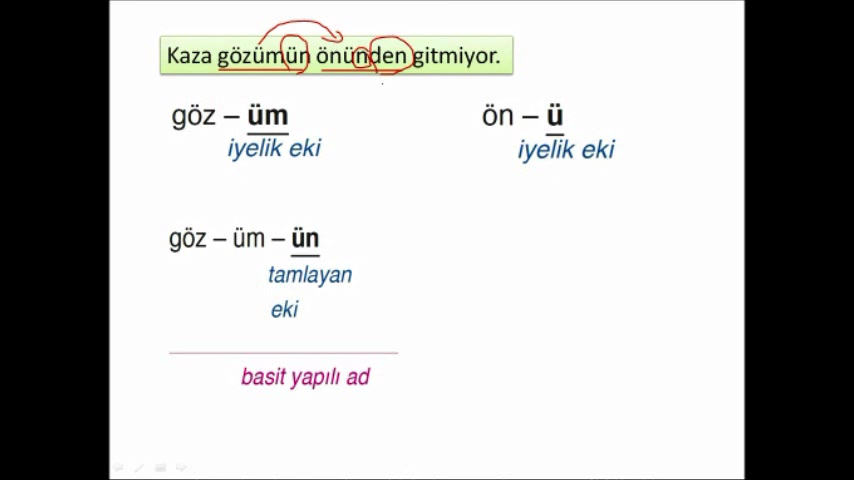 Kaza gözümün önünden gitmiyor.
göz – üm
iyelik eki
ön – ü
iyelik eki
göz – üm – ün
tamlayan
eki
basit yapılı ad